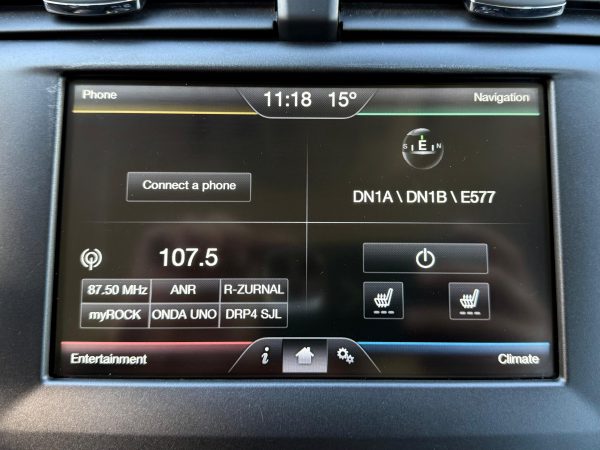 Phone
11:18 15°
Navigation
S E N
Connect a phone
DN1A \ DN1B \ E577
107.5
87.50 MHz ANR R-ZURNAL
myROCK ONDA UNO DRP4 SJL
Entertainment
i
Climate